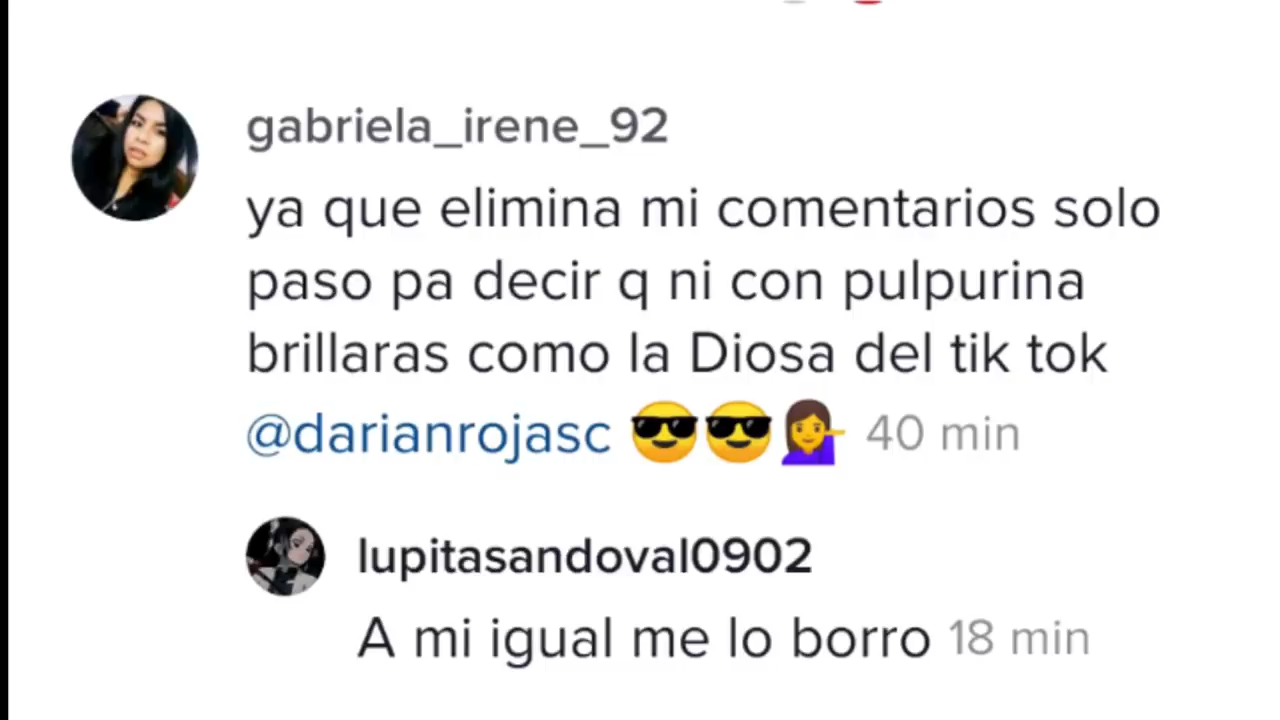 gabriela_irene_92
ya que elimina mi comentarios solo
paso pa decir q ni con pulpurina
brillaras como la Diosa del tik tok
@darianrojasc 😎😎💁‍♀️ 40 min
lupitasandoval0902
A mi igual me lo borro 18 min